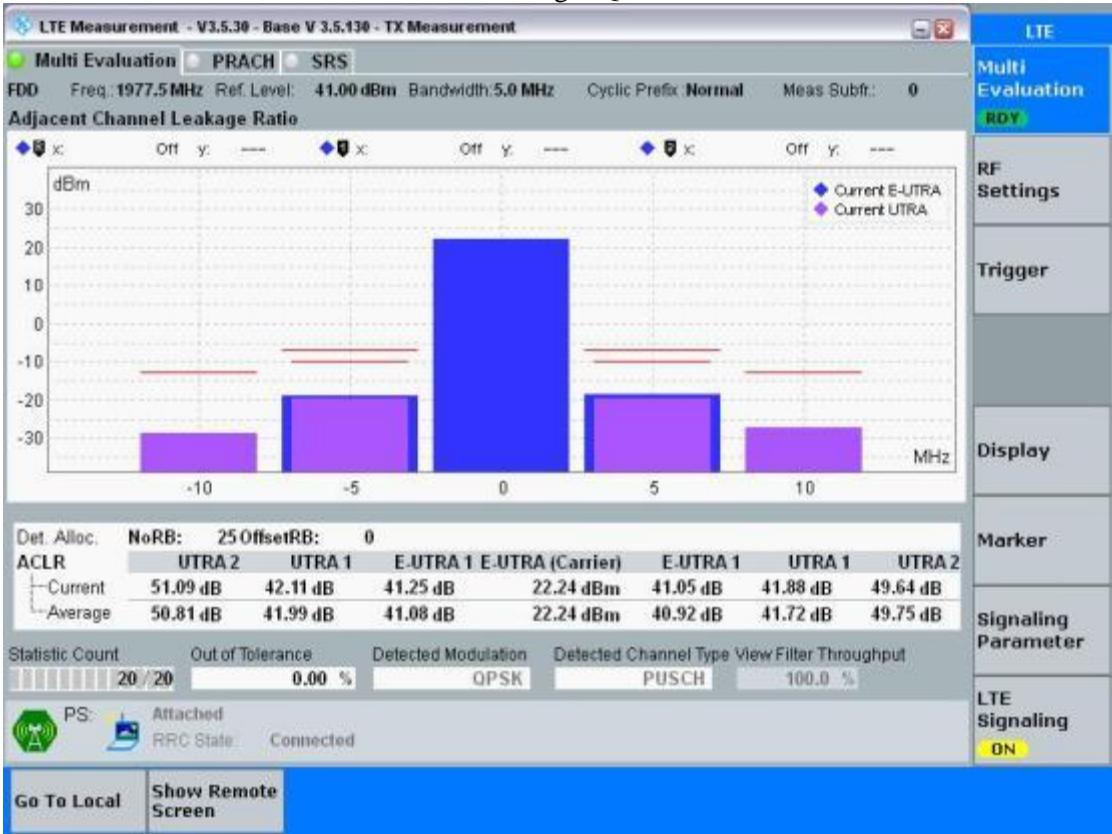 LTE Measurement - V3.5.30 - Base V 3.5.130 - TX Measurement
LTE
Multi Evaluation PRACH SRS
Multi Evaluation
RDY
FDD Freq.: 1977.5 MHz Ref. Level: 41.00 dBm Bandwidth: 5.0 MHz Cyclic Prefix: Normal Meas Subfr.: 0
Adjacent Channel Leakage Ratio
x: Off y: --- x: Off y: --- x: Off y: ---
dBm
Current E-UTRA
Current UTRA
30
20
10
0
-10
-20
-30
MHz
-10 -5 0 5 10
RF
Settings
Trigger
Display
Marker
Signaling
Parameter
LTE
Signaling
ON
Det. Alloc. NoRB: 25 OffsetRB: 0
ACLR UTRA 2 UTRA 1 E-UTRA 1 E-UTRA (Carrier) E-UTRA 1 UTRA 1 UTRA 2
Current 51.09 dB 42.11 dB 41.25 dB 22.24 dBm 41.05 dB 41.88 dB 49.64 dB
Average 50.81 dB 41.99 dB 41.08 dB 22.24 dBm 40.92 dB 41.72 dB 49.75 dB
Statistic Count Out of Tolerance Detected Modulation Detected Channel Type View Filter Throughput
20 / 20 0.00 % QPSK PUSCH 100.0 %
PS: Attached
RRC State: Connected
Go To Local
Show Remote
Screen